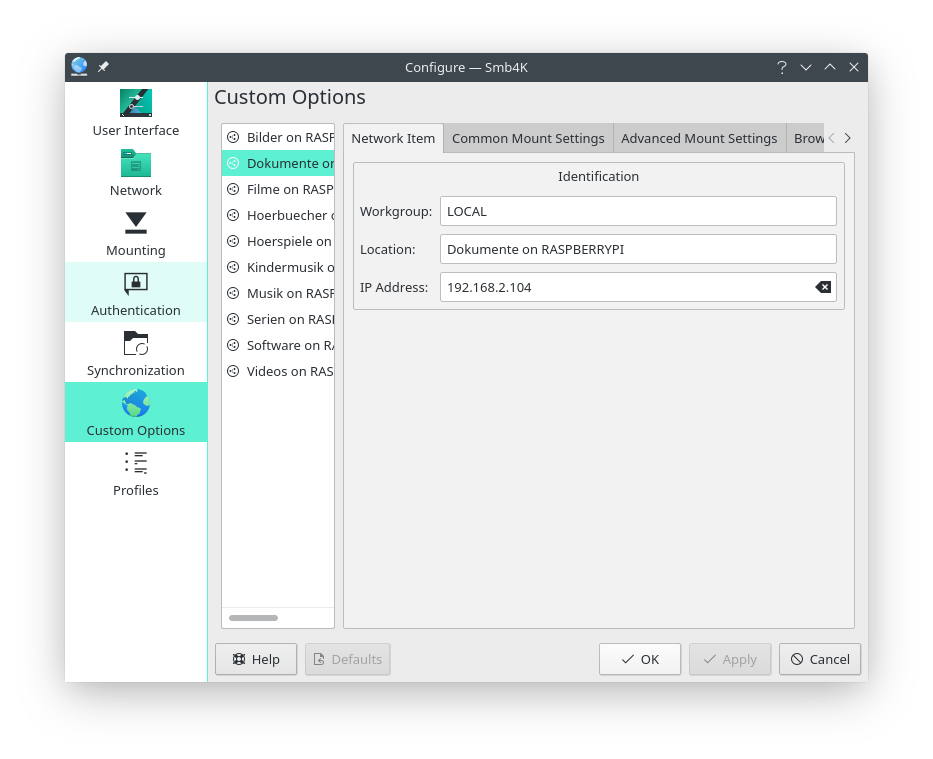 Configure — Smb4K
User Interface
Network
Mounting
Authentication
Synchronization
Custom Options
Profiles
Custom Options
Bilder on RASP
Dokumente on
Filme on RASP
Hoerbuecher o
Hoerspiele on
Kindermusik o
Musik on RASP
Serien on RAS
Software on RA
Videos on RAS
Network Item
Common Mount Settings
Advanced Mount Settings
Brow
Identification
Workgroup: LOCAL
Location: Dokumente on RASPBERRYPI
IP Address: 192.168.2.104
Help
Defaults
OK
Apply
Cancel